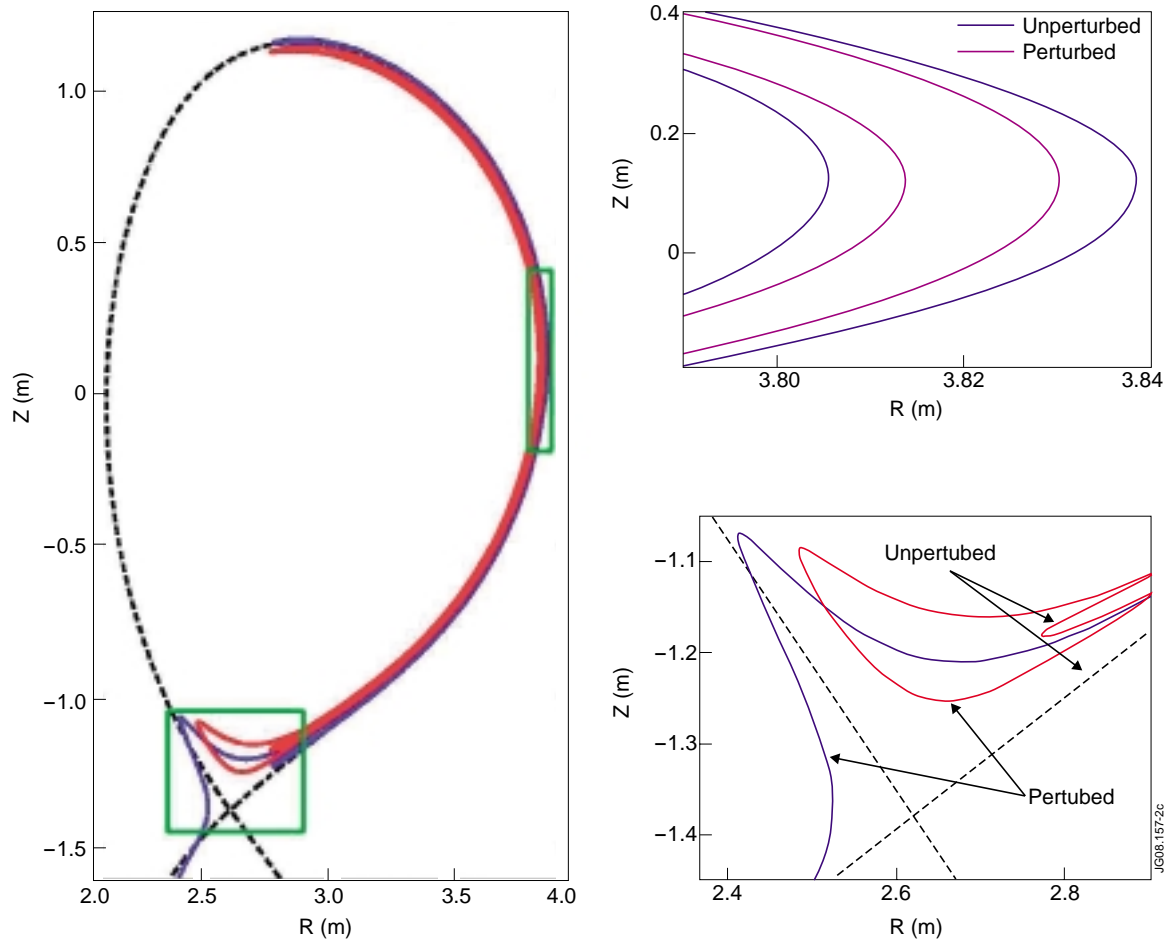 1.0
0.5
0
−0.5
−1.0
−1.5
Z (m)
2.0 2.5 3.0 3.5 4.0
R (m)
0.4
0.2
0
Z (m)
Unperturbed
Perturbed
3.80 3.82 3.84
R (m)
−1.1
−1.2
−1.3
−1.4
Z (m)
Unpertubed
Pertubed
2.4 2.6 2.8
R (m)
JG08.157-2c